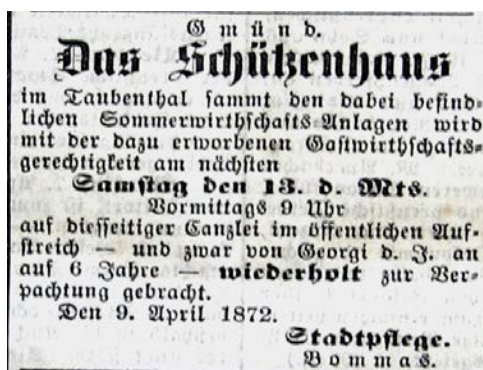 Gmünd.
Das Schützenhaus
im Taubenthal sammt den dabei befind-
lichen Sommerwirthschafts-Anlagen wird
mit der dazu erworbenen Gastwirthschafts-
gerechtigkeit am nächsten
Samstag den 13. d. Mts.
Vormittags 9 Uhr
auf diesseitiger Canzlei im öffentlichen Auf-
streich — und zwar von Georgi d. J. an
auf 6 Jahre — wiederholt zur Ver-
pachtung gebracht.
Den 9. April 1872.
Stadtpflege.
Bommas.